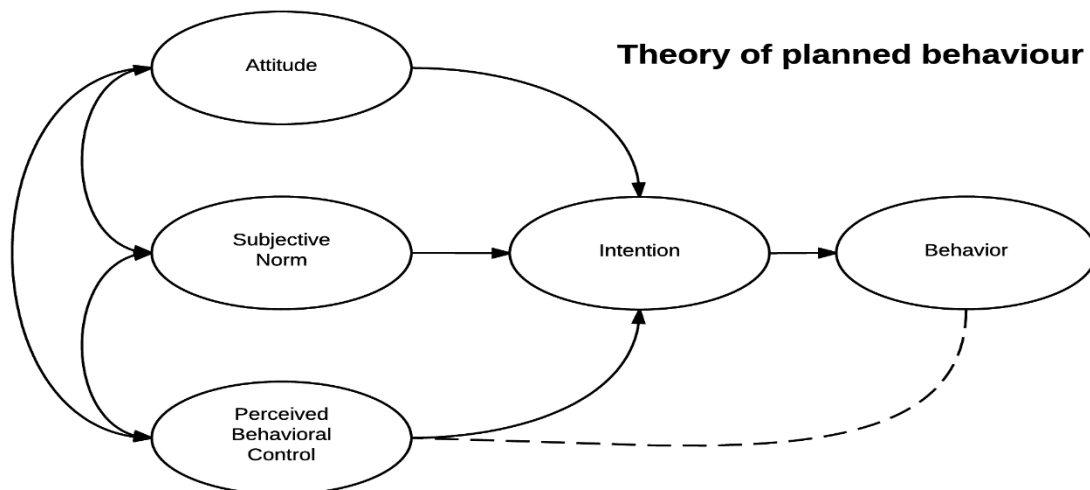 Theory of planned behaviour
Attitude
Subjective
Norm
Intention
Behavior
Perceived
Behavioral
Control